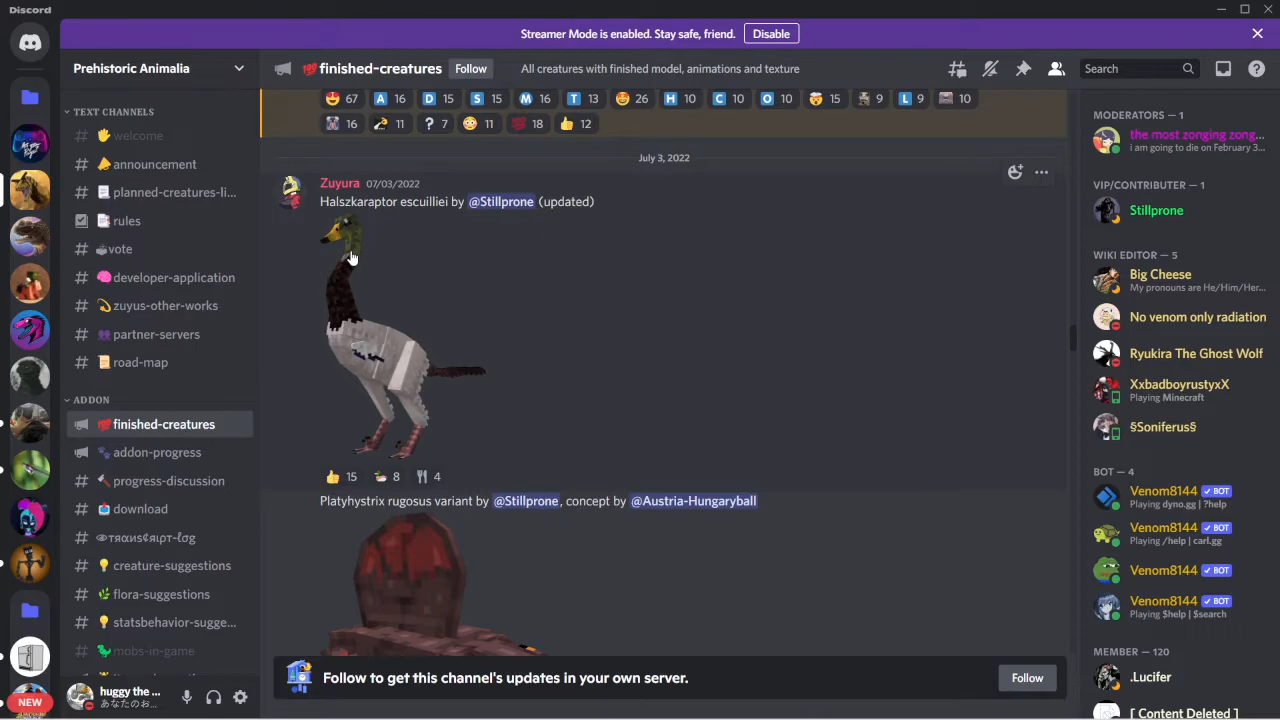 Discord
Streamer Mode is enabled. Stay safe, friend. Disable
Prehistoric Animalia
finished-creatures Follow All creatures with finished model, animations and texture
Search
TEXT CHANNELS
welcome
announcement
planned-creatures-li...
rules
vote
developer-application
zuyus-other-works
partner-servers
road-map
ADDON
finished-creatures
addon-progress
progress-discussion
download
creature-suggestions
flora-suggestions
statsbehavior-sugge...
mobs-in-game
huggy the ...
あなたのお...
NEW
67 A 16 D 15 S 15 M 16 T 13 26 H 10 C 10 O 10 15 9 L 9 10
16 11 ? 7 11 18 12
July 3, 2022
Zuyura 07/03/2022
Halszkaraptor escuilliei by @Stillprone (updated)
15 8 4
Platyhystrix rugosus variant by @Stillprone, concept by @Austria-Hungaryball
Follow to get this channel's updates in your own server. Follow
MODERATORS — 1
the most zonging zong...
i am going to die on February 3...
VIP/CONTRIBUTER — 1
Stillprone
WIKI EDITOR — 5
Big Cheese
My pronouns are He/Him/Her...
No venom only radiation
Ryukira The Ghost Wolf
XxbadboyrustyxX
Playing Minecraft
§Soniferus§
BOT — 4
Venom8144 ✓ BOT
Playing dyno.gg | ?help
Venom8144 ✓ BOT
Playing /help | carl.gg
Venom8144 ✓ BOT
Venom8144 ✓ BOT
Playing $help | $search
MEMBER — 120
.Lucifer
[ Content Deleted ]